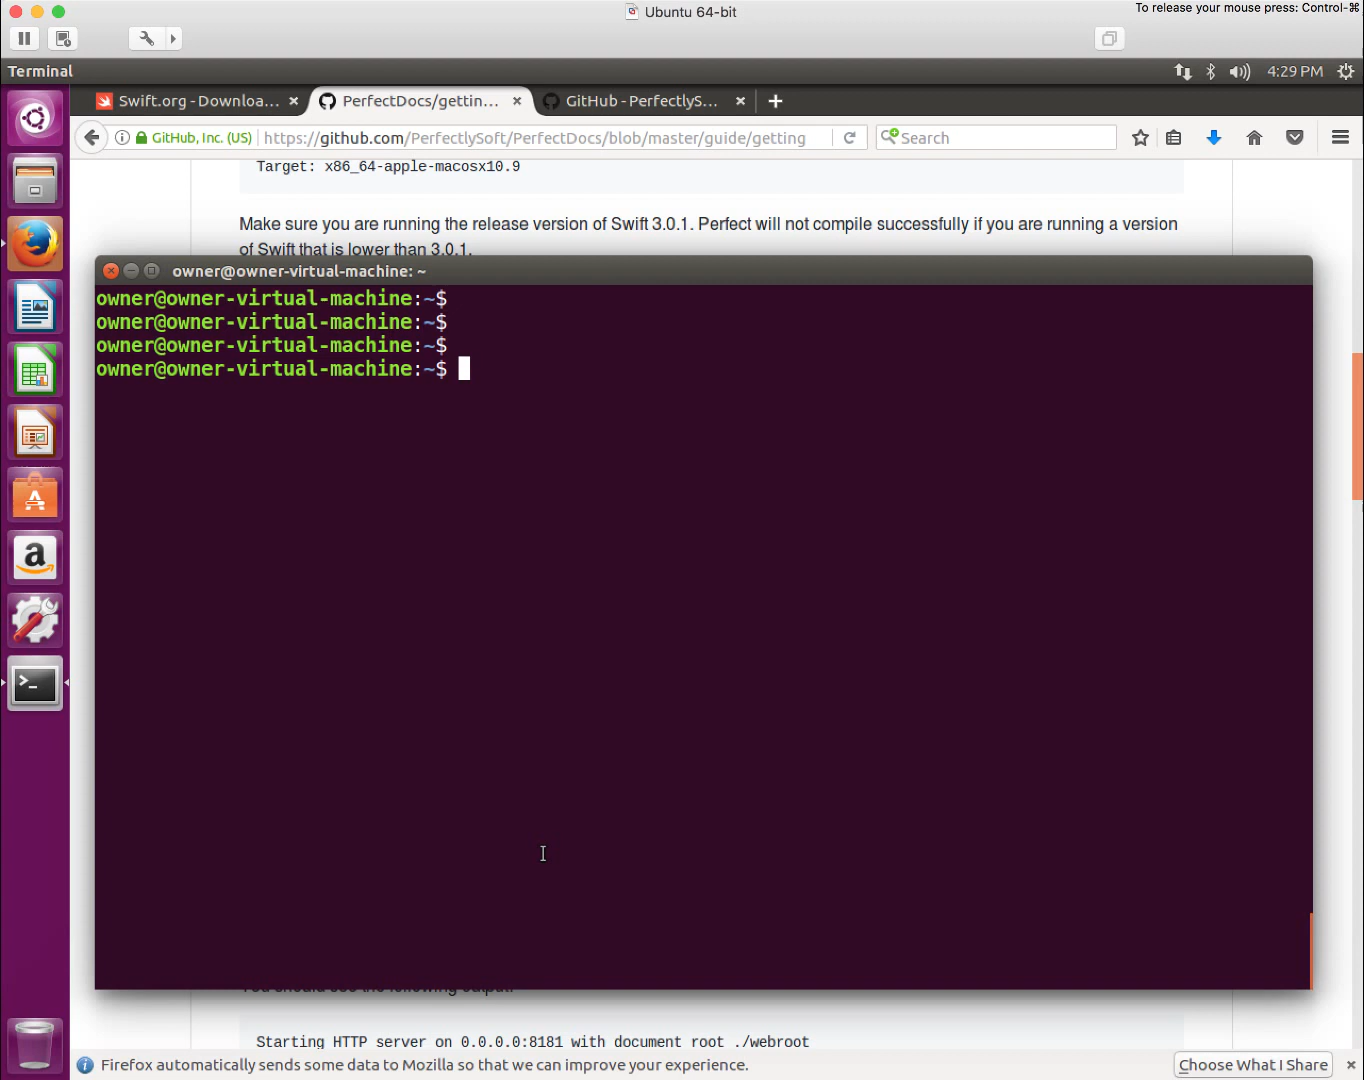 Ubuntu 64-bit
To release your mouse press: Control-⌘
Terminal
4:29 PM
Swift.org - Downloa...
PerfectDocs/gettin...
GitHub - PerfectlyS...
GitHub, Inc. (US)
https://github.com/PerfectlySoft/PerfectDocs/blob/master/guide/getting
Search
Target: x86_64-apple-macosx10.9
Make sure you are running the release version of Swift 3.0.1. Perfect will not compile successfully if you are running a version
of Swift that is lower than 3.0.1.
owner@owner-virtual-machine: ~
owner@owner-virtual-machine:~$
owner@owner-virtual-machine:~$
owner@owner-virtual-machine:~$
owner@owner-virtual-machine:~$
You should see the following output:
Starting HTTP server on 0.0.0.0:8181 with document root ./webroot
Firefox automatically sends some data to Mozilla so that we can improve your experience.
Choose What I Share